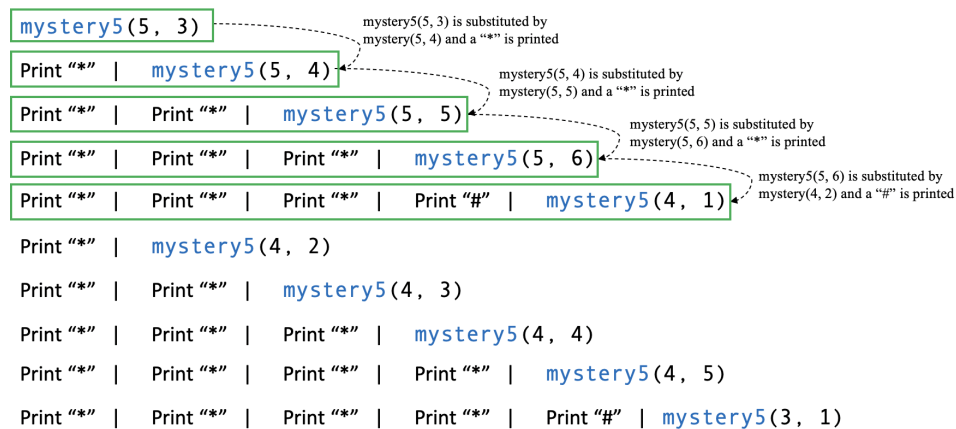 mystery5(5, 3)
mystery5(5, 3) is substituted by
mystery(5, 4) and a “*” is printed
Print “*” | mystery5(5, 4)
mystery5(5, 4) is substituted by
mystery(5, 5) and a “*” is printed
Print “*” | Print “*” | mystery5(5, 5)
mystery5(5, 5) is substituted by
mystery(5, 6) and a “*” is printed
Print “*” | Print “*” | Print “*” | mystery5(5, 6)
mystery5(5, 6) is substituted by
mystery(4, 2) and a “#” is printed
Print “*” | Print “*” | Print “*” | Print “#” | mystery5(4, 1)
Print “*” | mystery5(4, 2)
Print “*” | Print “*” | mystery5(4, 3)
Print “*” | Print “*” | Print “*” | mystery5(4, 4)
Print “*” | Print “*” | Print “*” | Print “*” | mystery5(4, 5)
Print “*” | Print “*” | Print “*” | Print “*” | Print “#” | mystery5(3, 1)